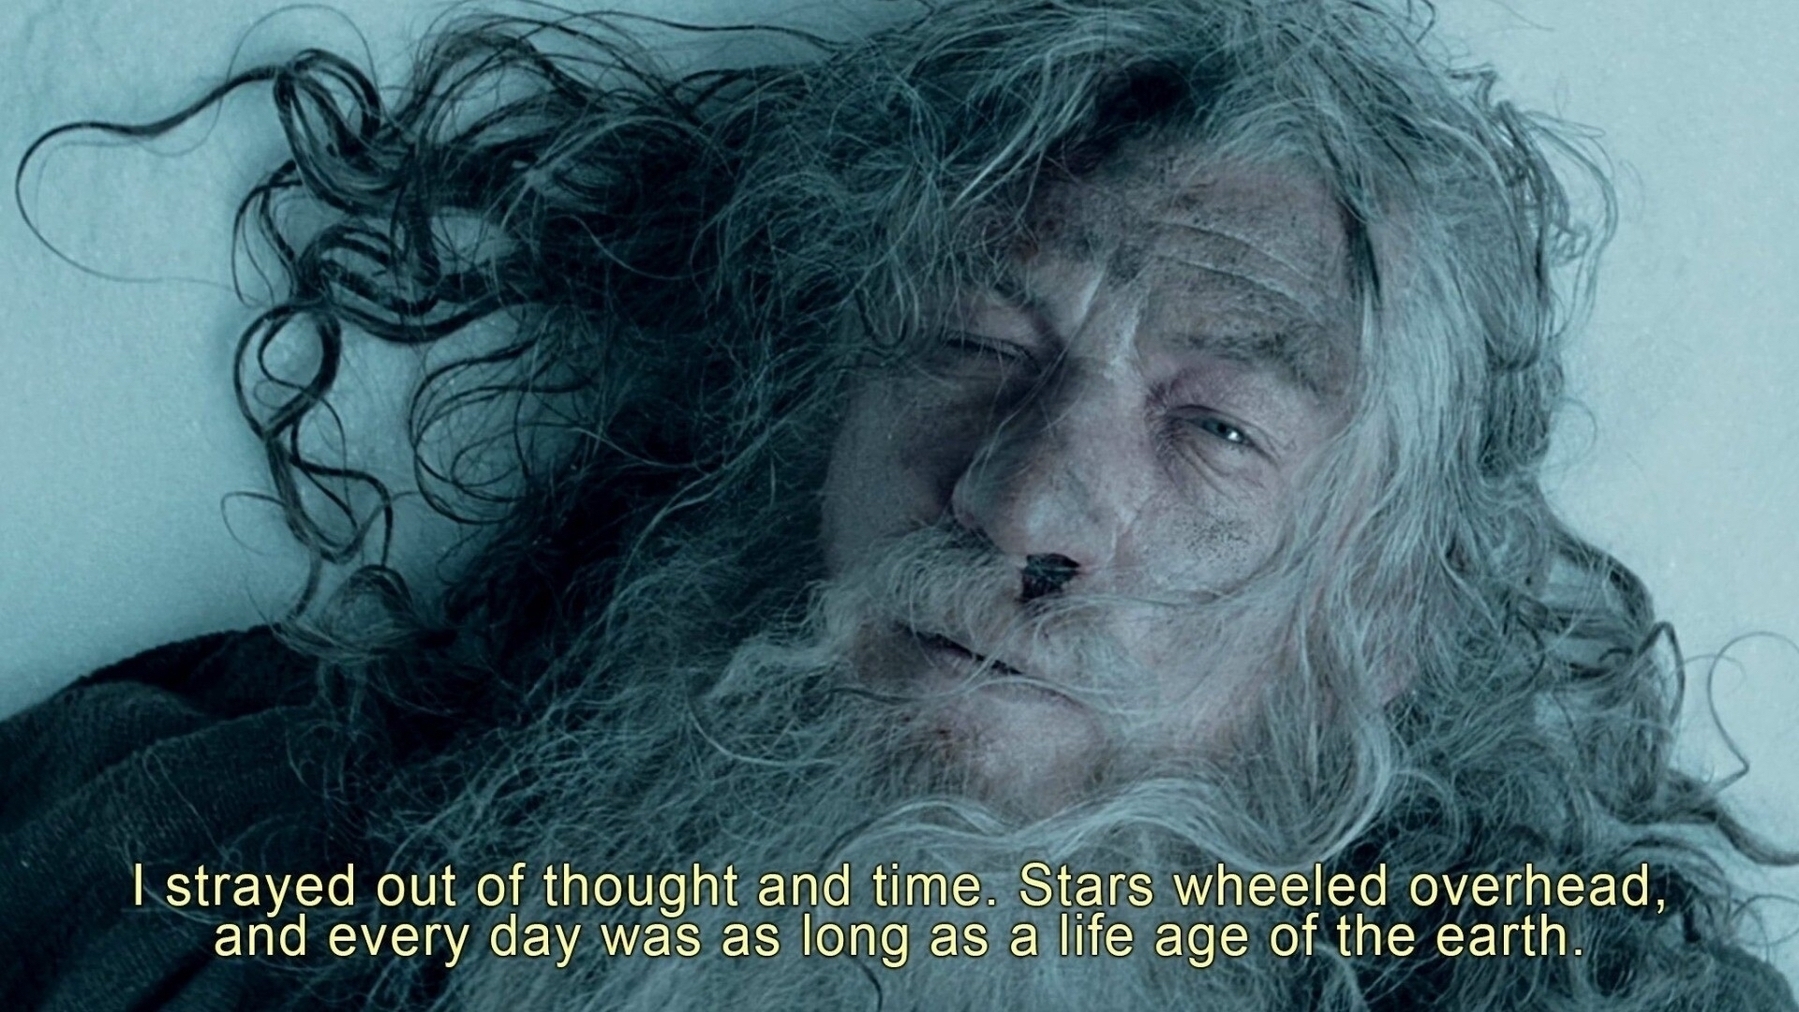 I strayed out of thought and time. Stars wheeled overhead,
and every day was as long as a life age of the earth.